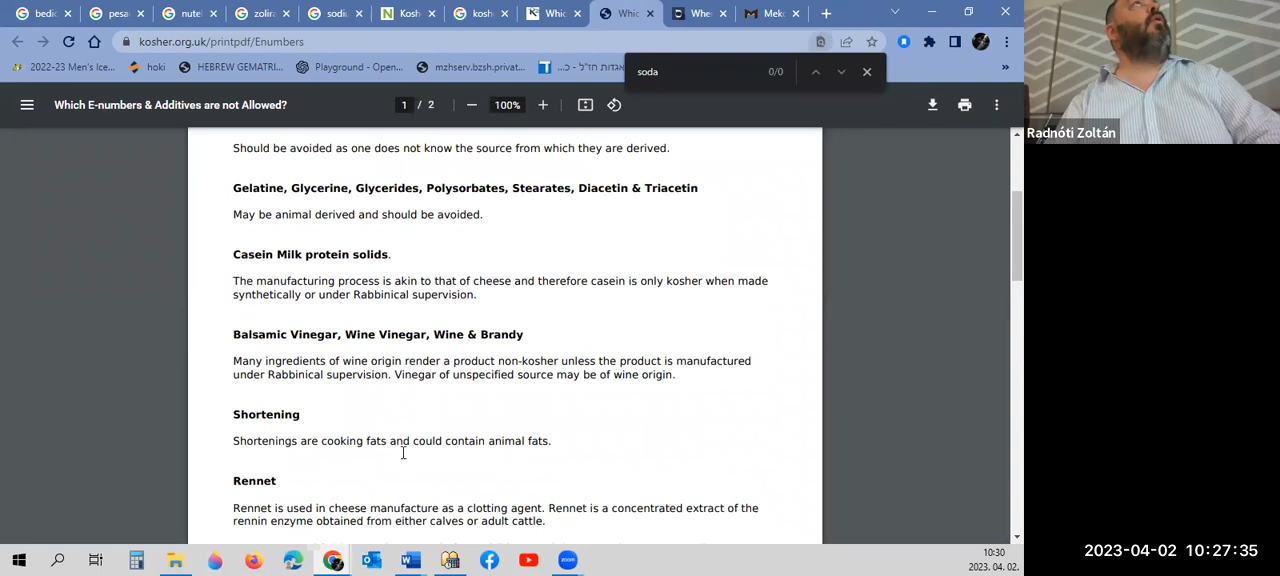 bedic
pesa
nutel
zolira
sodiu
Kosh
koshe
Whic
Whic
Whe
Mekc
kosher.org.uk/printpdf/Enumbers
2022-23 Men's Ice...
hoki
HEBREW GEMATRI...
Playground - Open...
mzhserv.bzsh.privat...
אגדות חז"ל - כ...
soda
0/0
»
Which E-numbers & Additives are not Allowed?
1 / 2
100%
Should be avoided as one does not know the source from which they are derived.
Gelatine, Glycerine, Glycerides, Polysorbates, Stearates, Diacetin & Triacetin
May be animal derived and should be avoided.
Casein Milk protein solids.
The manufacturing process is akin to that of cheese and therefore casein is only kosher when made
synthetically or under Rabbinical supervision.
Balsamic Vinegar, Wine Vinegar, Wine & Brandy
Many ingredients of wine origin render a product non-kosher unless the product is manufactured
under Rabbinical supervision. Vinegar of unspecified source may be of wine origin.
Shortening
Shortenings are cooking fats and could contain animal fats.
Rennet
Rennet is used in cheese manufacture as a clotting agent. Rennet is a concentrated extract of the
rennin enzyme obtained from either calves or adult cattle.
10:30
2023. 04. 02.
Radnóti Zoltán
2023-04-02 10:27:35